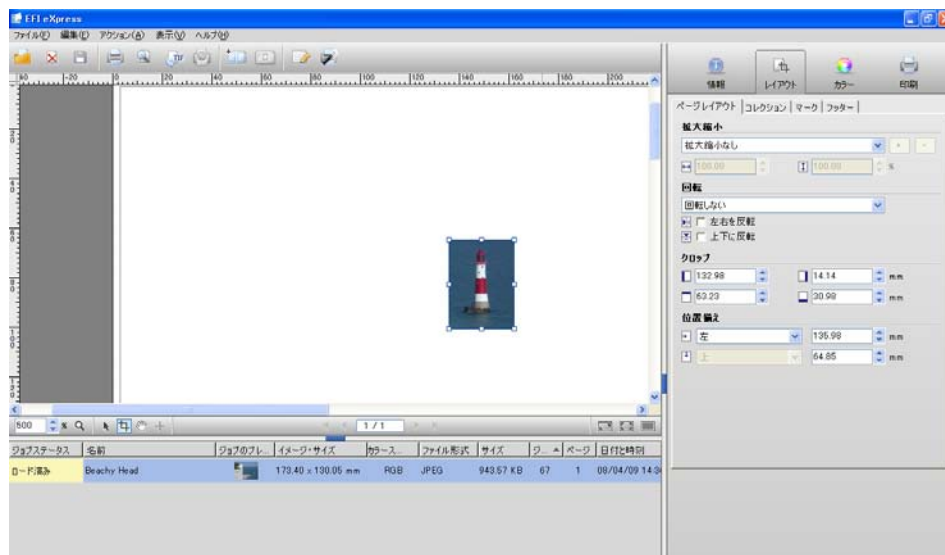 EFI eXpress
ファイル(F) 編集(E) アクション(A) 表示(V) ヘルプ(H)
情報 レイアウト カラー 印刷
ページレイアウト コレクション マーク フッター
拡大縮小
拡大縮小なし
100.00 100.00 %
回転
回転しない
左右を反転
上下に反転
クロップ
132.98 14.14 mm
63.23 30.98 mm
位置備え
左 135.98 mm
上 64.85 mm
800 % 1 / 1
ジョブステータス 名前 ジョブのプレ... イメージ・サイズ カラース... ファイル形式 サイズ ジ... ページ 日付と時刻
ロード済み Beachy Head 173.40 x 130.05 mm RGB JPEG 943.57 KB 67 1